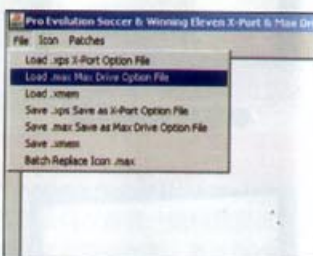 Pro Evolution Soccer & Winning Eleven X-Port & Max Dri
File Icon Patches
Load .xps X-Port Option File
Load .max Max Drive Option File
Load .xmem
Save .xps Save as X-Port Option File
Save .max Save as Max Drive Option File
Save .xmem
Batch Replace Icon .max